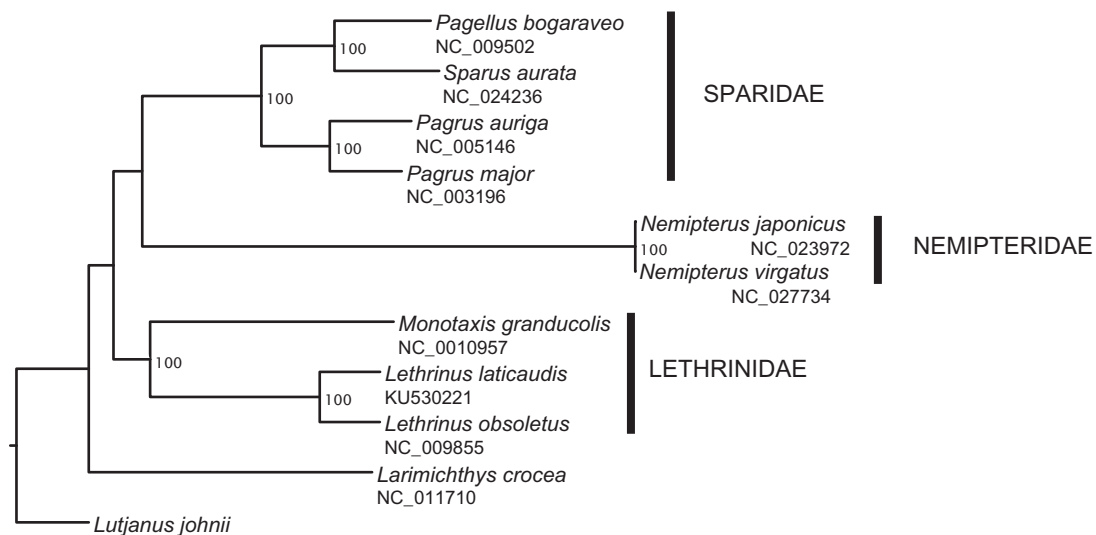 Pagellus bogaraveo
NC_009502
100
Sparus aurata
NC_024236
100
SPARIDAE
Pagrus auriga
NC_005146
100
Pagrus major
NC_003196
Nemipterus japonicus
100
NC_023972
NEMIPTERIDAE
Nemipterus virgatus
NC_027734
Monotaxis granducolis
NC_0010957
100
LETHRINIDAE
Lethrinus laticaudis
KU530221
100
Lethrinus obsoletus
NC_009855
Larimichthys crocea
NC_011710
Lutjanus johnii